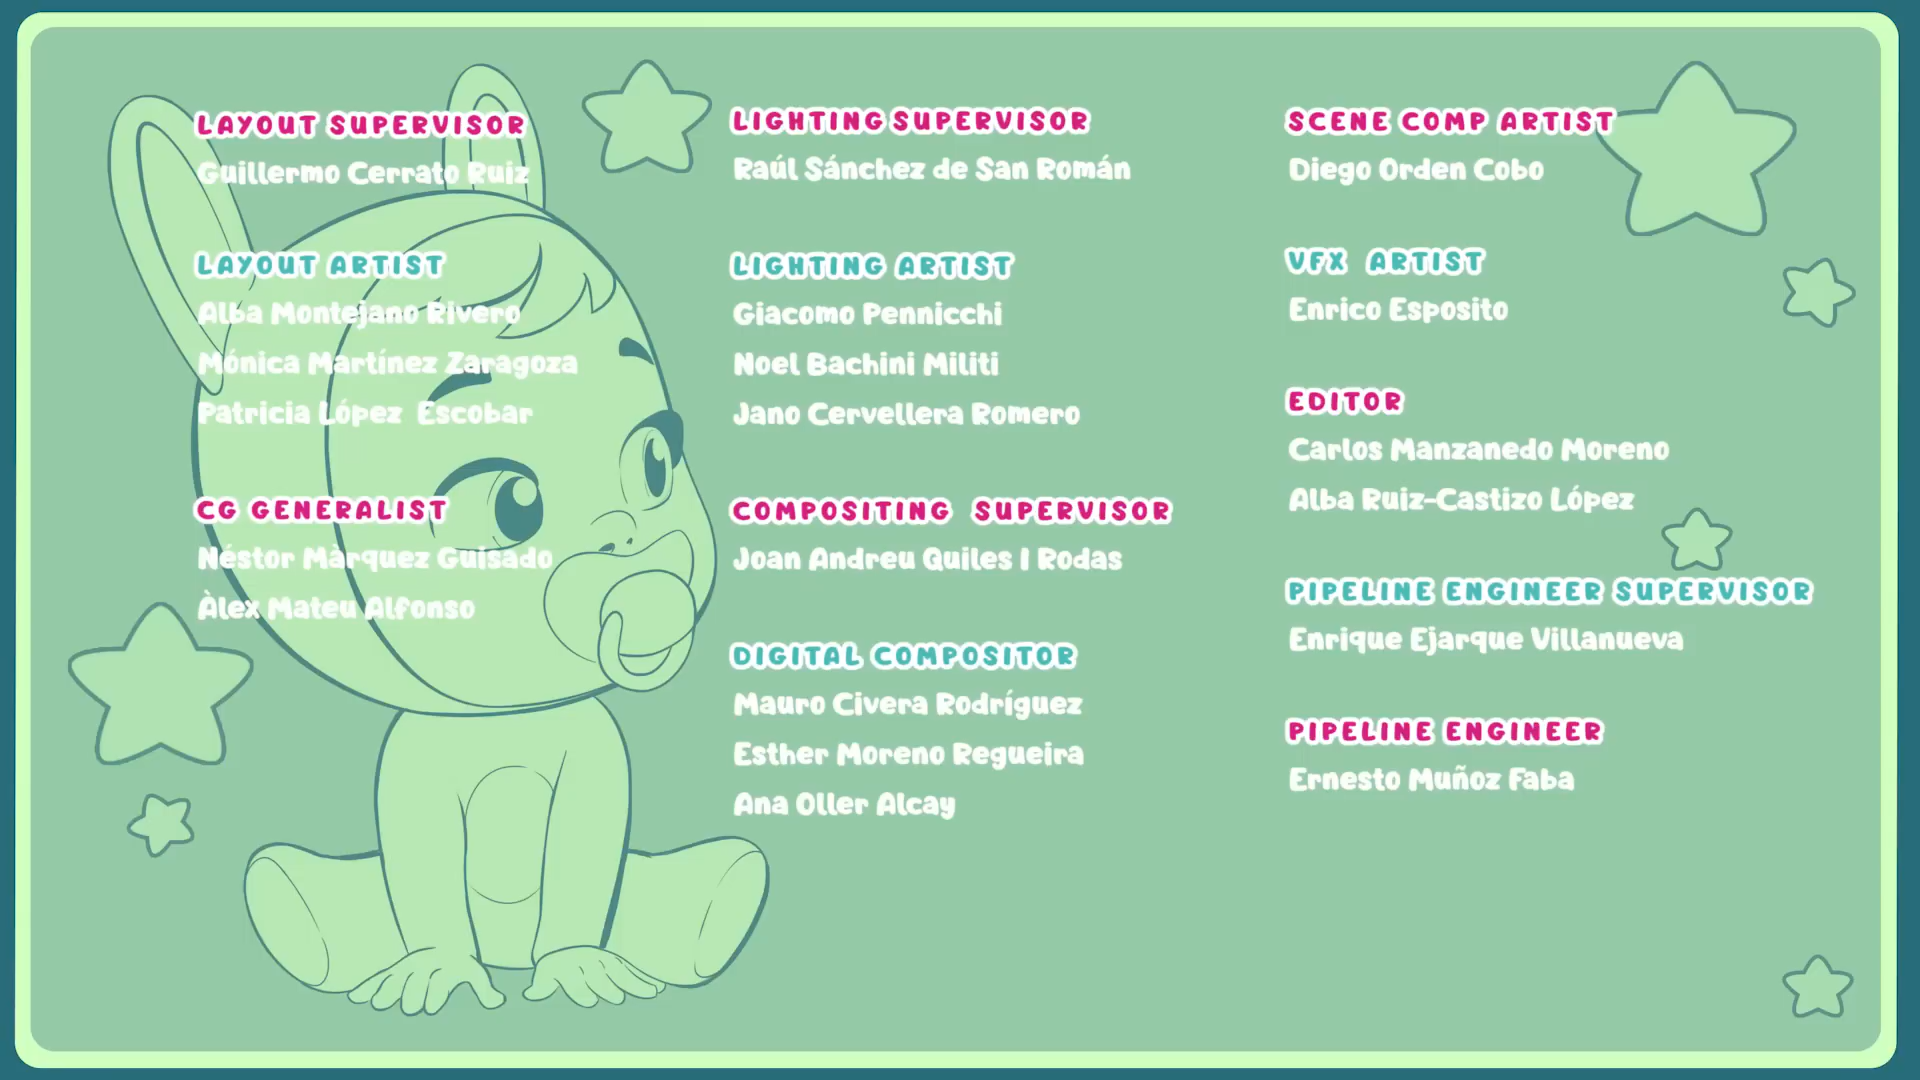 LAYOUT SUPERVISOR
Guillermo Cerrato Ruiz
LAYOUT ARTIST
Alba Montejano Rivero
Mónica Martínez Zaragoza
Patricia López Escobar
CG GENERALIST
Néstor Màrquez Guisado
Àlex Mateu Alfonso
LIGHTING SUPERVISOR
Raúl Sánchez de San Román
LIGHTING ARTIST
Giacomo Pennicchi
Noel Bachini Militi
Jano Cervellera Romero
COMPOSITING SUPERVISOR
Joan Andreu Quiles I Rodas
DIGITAL COMPOSITOR
Mauro Civera Rodríguez
Esther Moreno Regueira
Ana Oller Alcay
SCENE COMP ARTIST
Diego Orden Cobo
VFX ARTIST
Enrico Esposito
EDITOR
Carlos Manzanedo Moreno
Alba Ruiz-Castizo López
PIPELINE ENGINEER SUPERVISOR
Enrique Ejarque Villanueva
PIPELINE ENGINEER
Ernesto Muñoz Faba